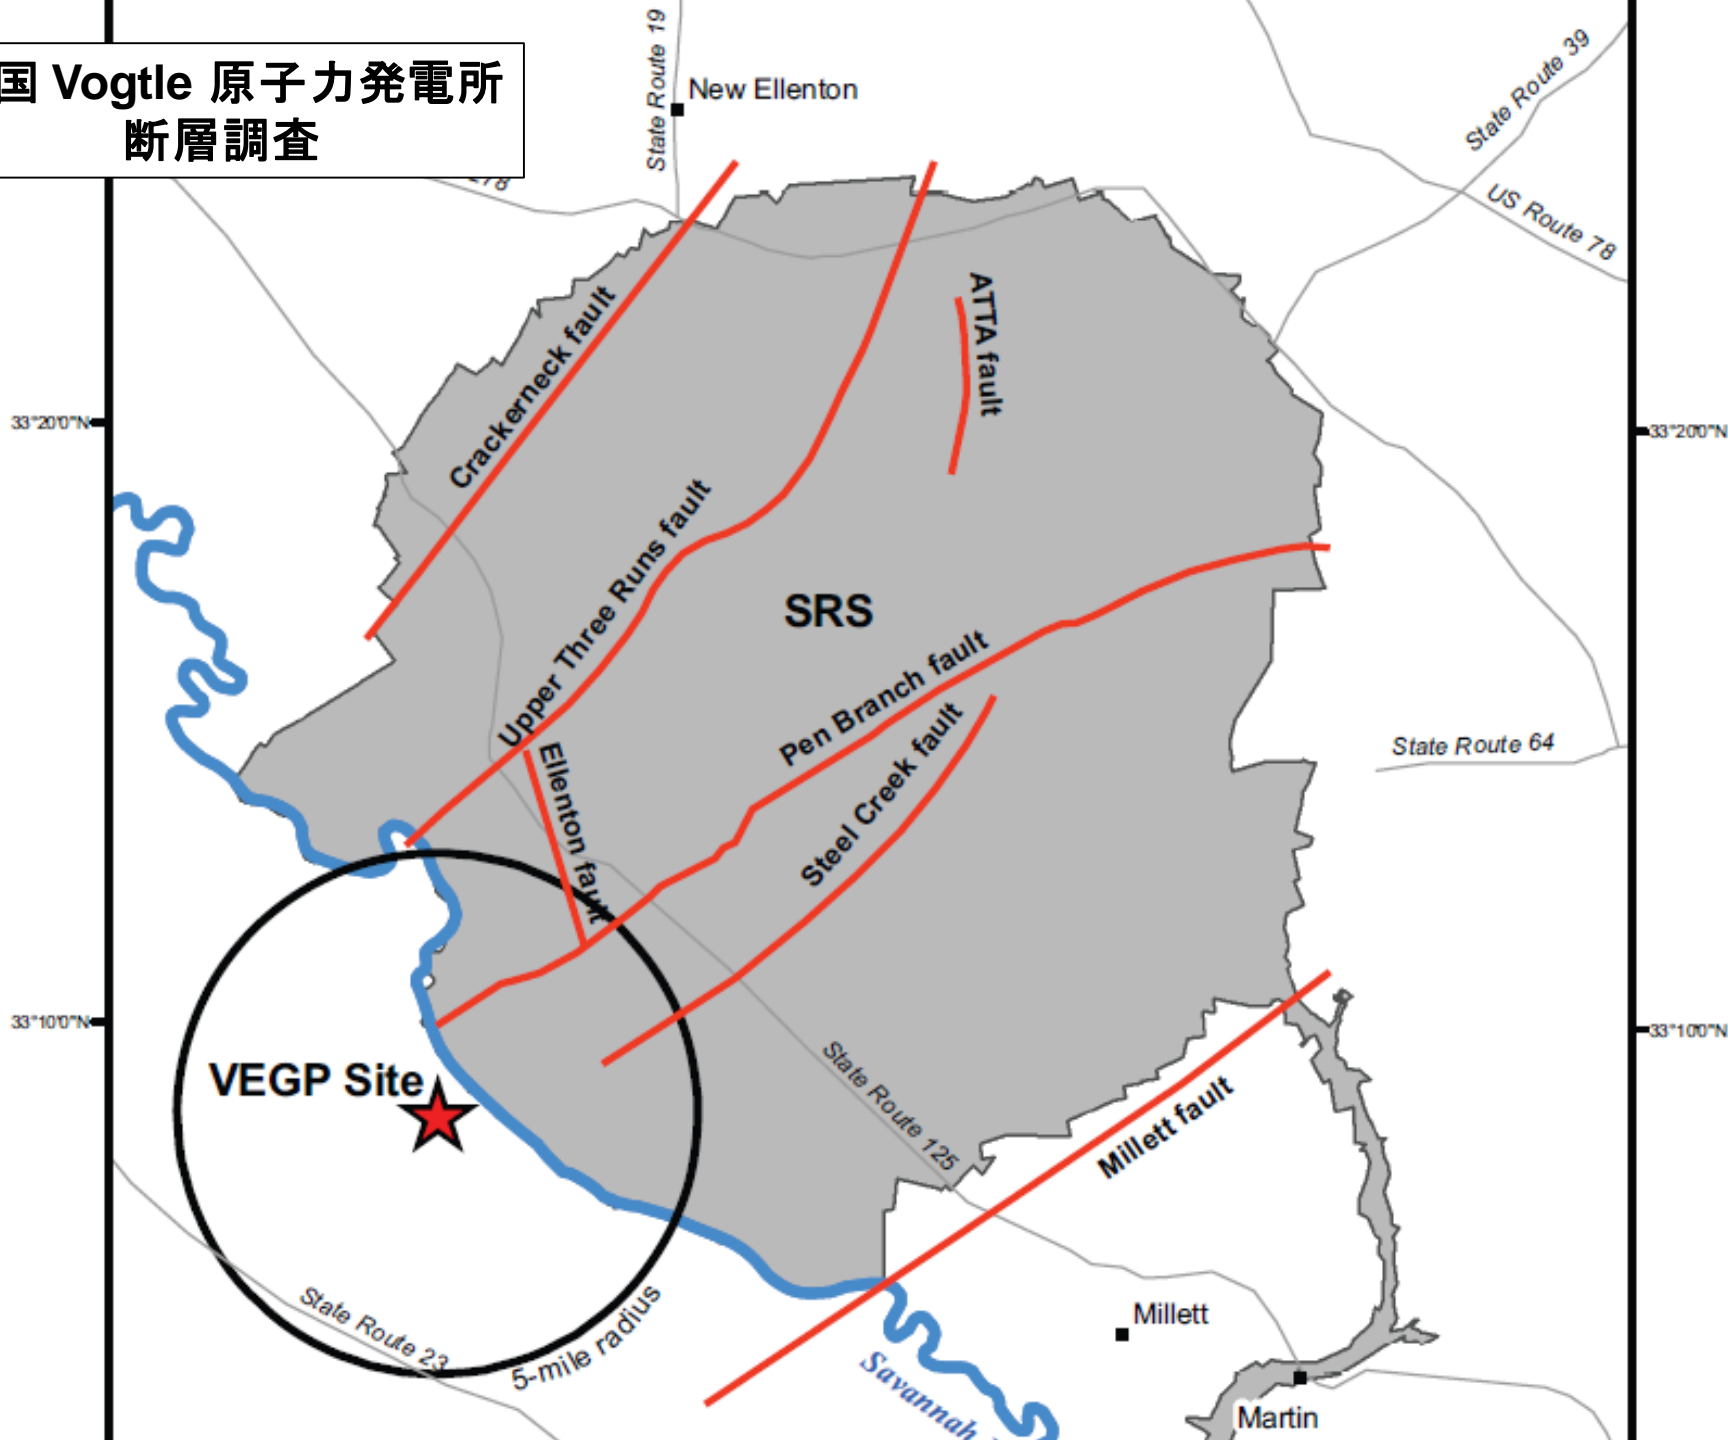 国 Vogtle 原子力発電所
断層調査
State Route 19
New Ellenton
State Route 39
US Route 78
278
Crackerneck fault
ATTA fault
33°20'0"N
33°20'0"N
Upper Three Runs fault
SRS
Pen Branch fault
Steel Creek fault
Ellenton fault
State Route 64
33°10'0"N
33°10'0"N
VEGP Site
State Route 125
Millett fault
State Route 23
5-mile radius
Millett
Savannah
Martin